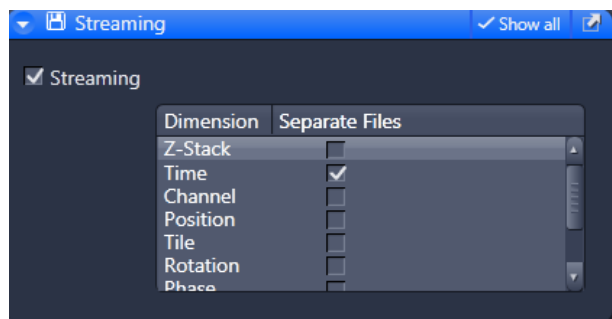 Streaming
Show all
Streaming
Dimension Separate Files
Z-Stack
Time
Channel
Position
Tile
Rotation
Phase